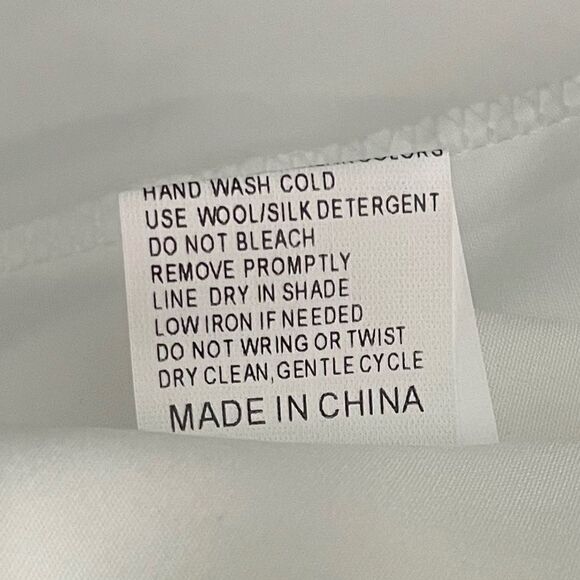 COLORS
HAND WASH COLD
USE WOOL/SILK DETERGENT
DO NOT BLEACH
REMOVE PROMPTLY
LINE DRY IN SHADE
LOW IRON IF NEEDED
DO NOT WRING OR TWIST
DRY CLEAN,GENTLE CYCLE
MADE IN CHINA